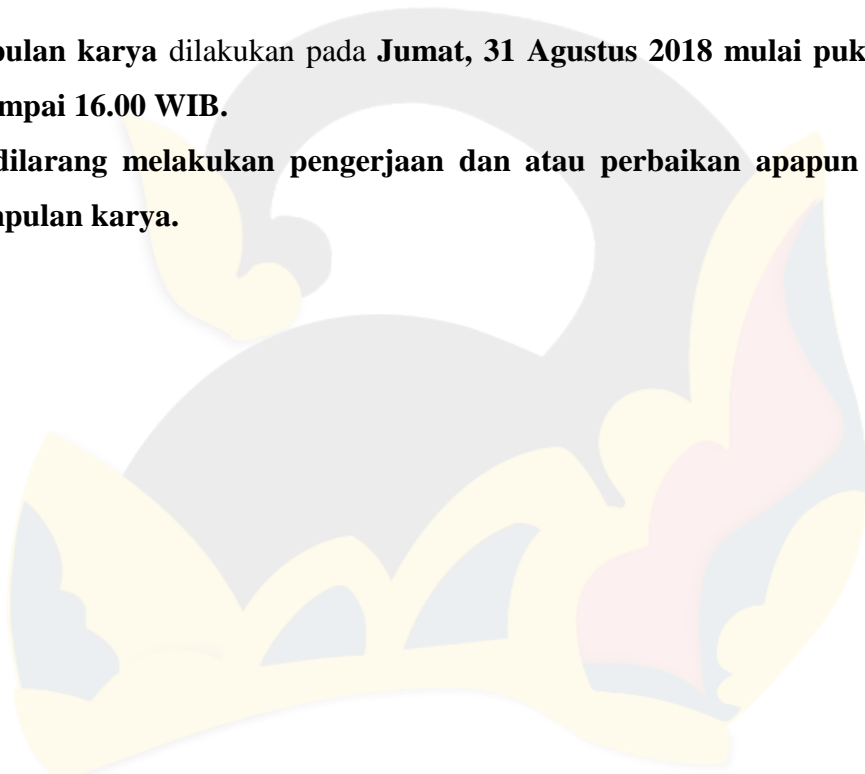 pulan karya dilakukan pada Jumat, 31 Agustus 2018 mulai puk
mpai 16.00 WIB.
dilarang melakukan pengerjaan dan atau perbaikan apapun
pulan karya.